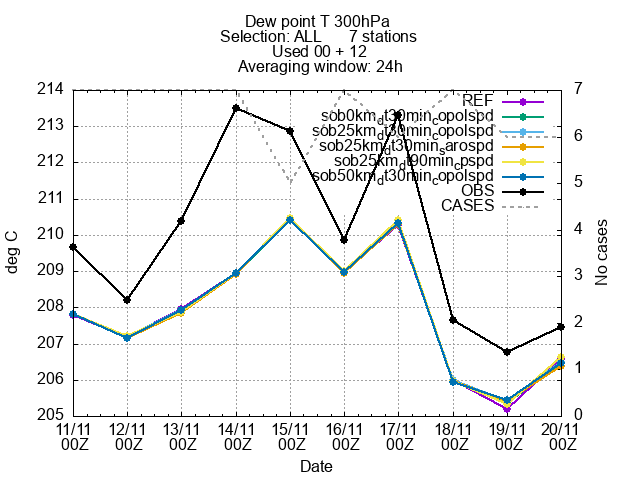 Dew point T 300hPa
Selection: ALL 7 stations
Used 00 + 12
Averaging window: 24h
214
213
212
211
210
209
208
207
206
205
deg C
7
6
5
4
3
2
1
0
No cases
REF
sob0km_dt30min_copolspd
sob25km_dt30min_copolspd
sob25km_dt30min_sarospd
sob25km_dt90min_cpspd
sob50km_dt30min_copolspd
OBS
CASES
11/11 12/11 13/11 14/11 15/11 16/11 17/11 18/11 19/11 20/11
00Z 00Z 00Z 00Z 00Z 00Z 00Z 00Z 00Z 00Z
Date